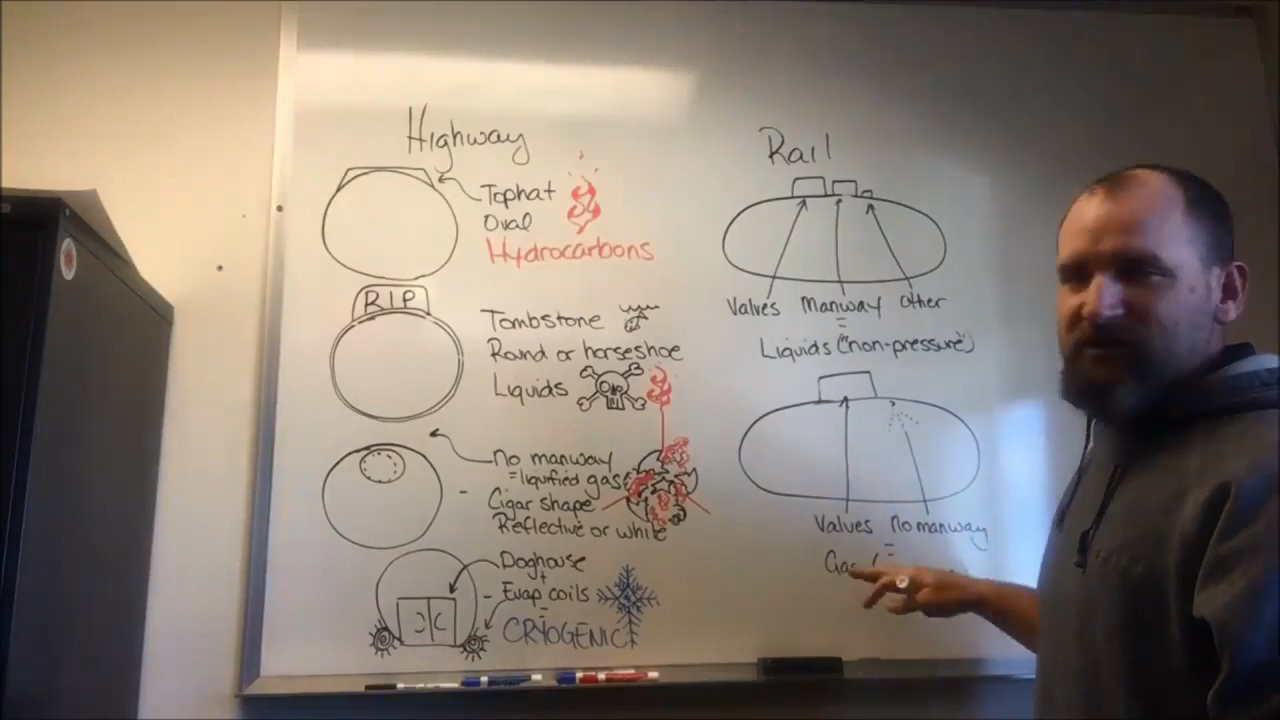 Highway
Tophat
Oval
Hydrocarbons
RIP
Tombstone
Round or horseshoe
Liquids
No manway
= liquified gas
Cigar shape
Reflective or white
Doghouse
+
Evap coils
=
CRYOGENIC
Rail
Valves Manway other
=
Liquids ("non-pressure")
Valves No manway
=
Gas (